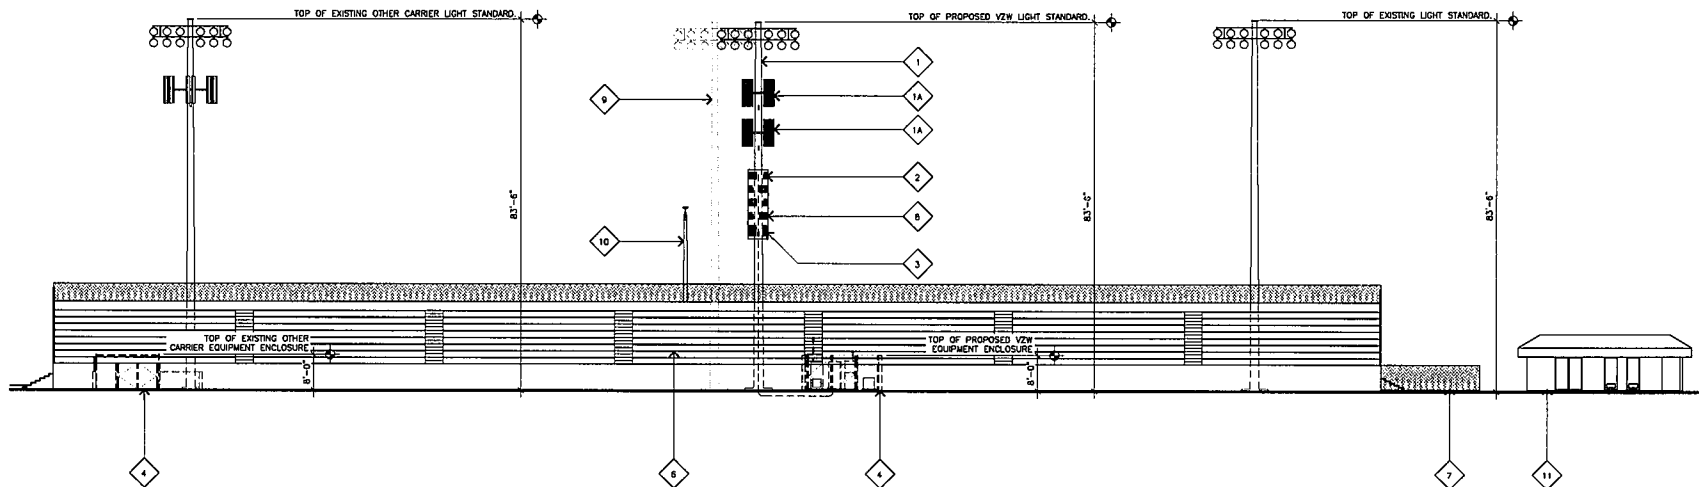 TOP OF EXISTING OTHER CARRIER LIGHT STANDARD.
TOP OF PROPOSED VZW LIGHT STANDARD.
TOP OF EXISTING LIGHT STANDARD.
1
9
1A
1A
2
83'-6"
83'-6"
83'-6"
8
10
3
TOP OF EXISTING OTHER
CARRIER EQUIPMENT ENCLOSURE
TOP OF PROPOSED VZW
EQUIPMENT ENCLOSURE
8'-0"
8'-0"
4
6
4
7
11